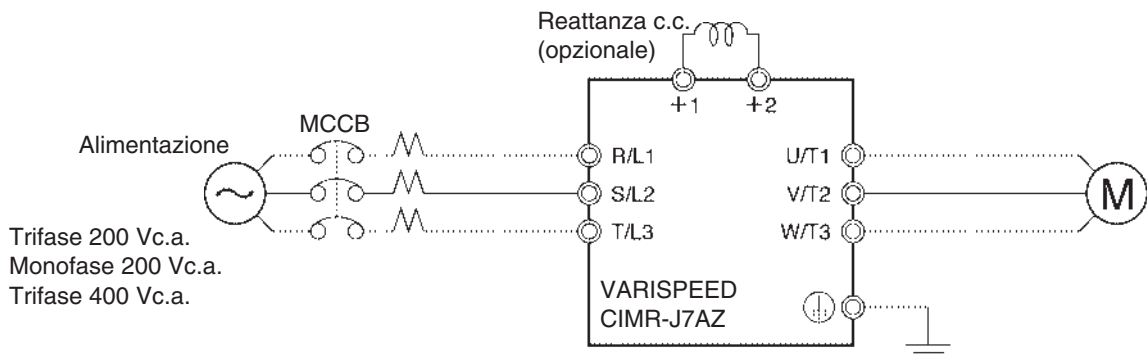 Reattanza c.c.
(opzionale)
+1 +2
MCCB
Alimentazione
R/L1 U/T1
S/L2 V/T2 M
T/L3 W/T3
Trifase 200 Vc.a.
Monofase 200 Vc.a.
Trifase 400 Vc.a.
VARISPEED
CIMR-J7AZ